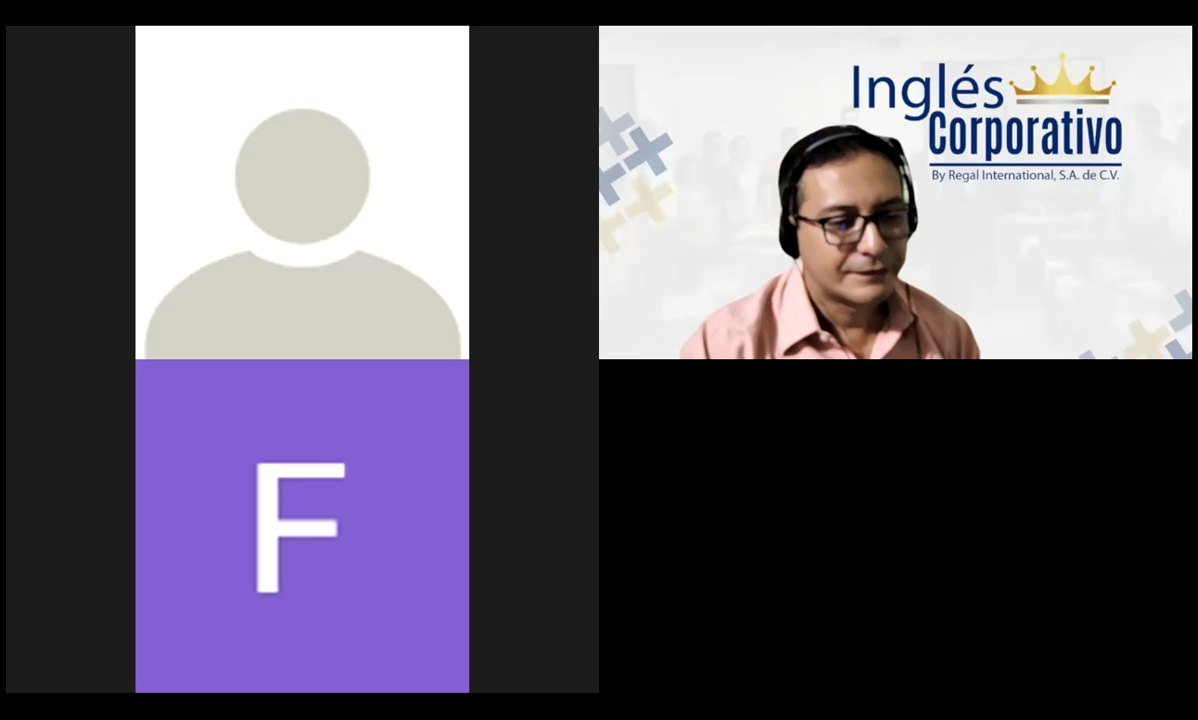 Inglés
Corporativo
By Regal International, S.A. de C.V.
F